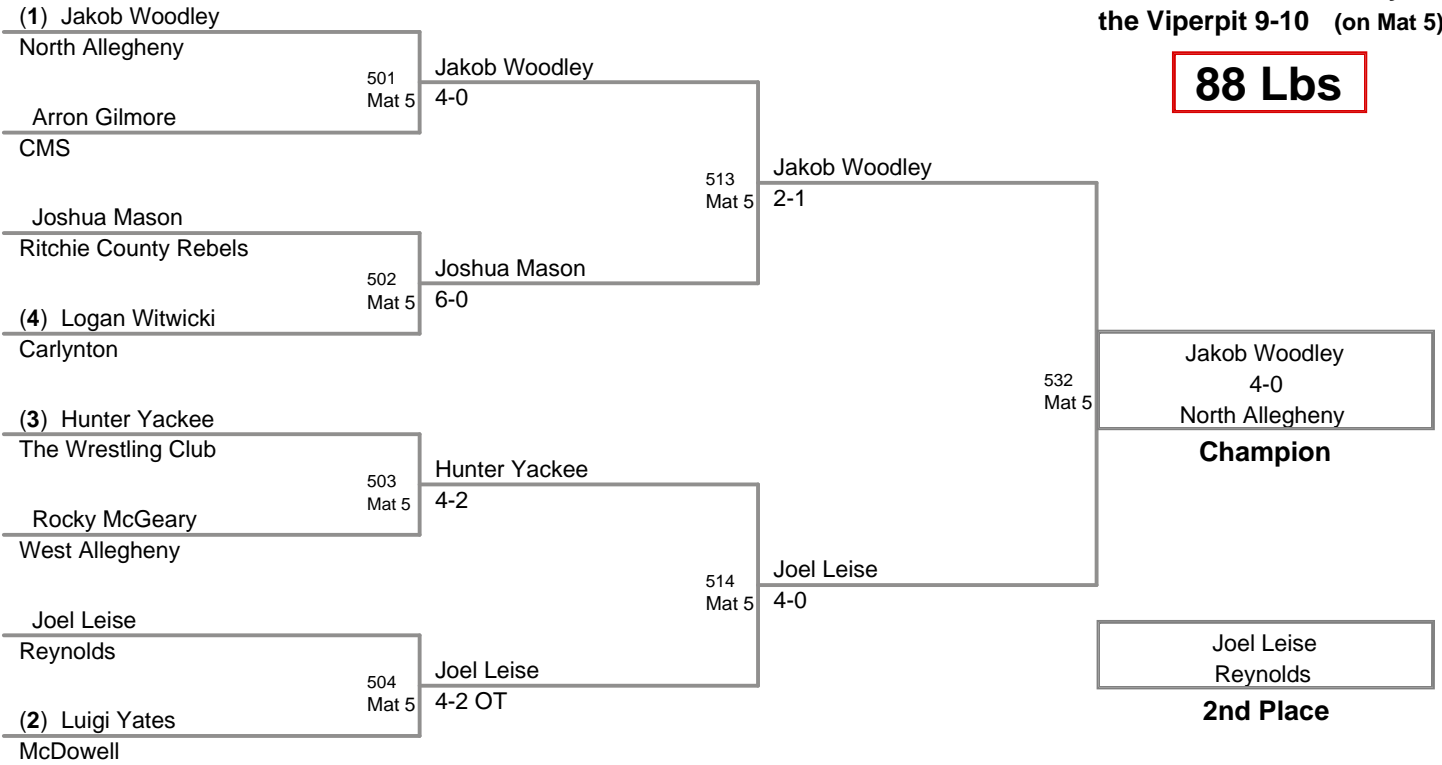 the Viperpit 9-10 (on Mat 5)
88 Lbs
(1) Jakob Woodley
North Allegheny
501
Mat 5
Jakob Woodley
4-0
Arron Gilmore
CMS
513
Mat 5
Jakob Woodley
2-1
Joshua Mason
Ritchie County Rebels
502
Mat 5
Joshua Mason
6-0
(4) Logan Witwicki
Carlynton
532
Mat 5
Jakob Woodley
4-0
North Allegheny
Champion
(3) Hunter Yackee
The Wrestling Club
503
Mat 5
Hunter Yackee
4-2
Rocky McGeary
West Allegheny
514
Mat 5
Joel Leise
4-0
Joel Leise
Reynolds
504
Mat 5
Joel Leise
4-2 OT
(2) Luigi Yates
McDowell
Joel Leise
Reynolds
2nd Place